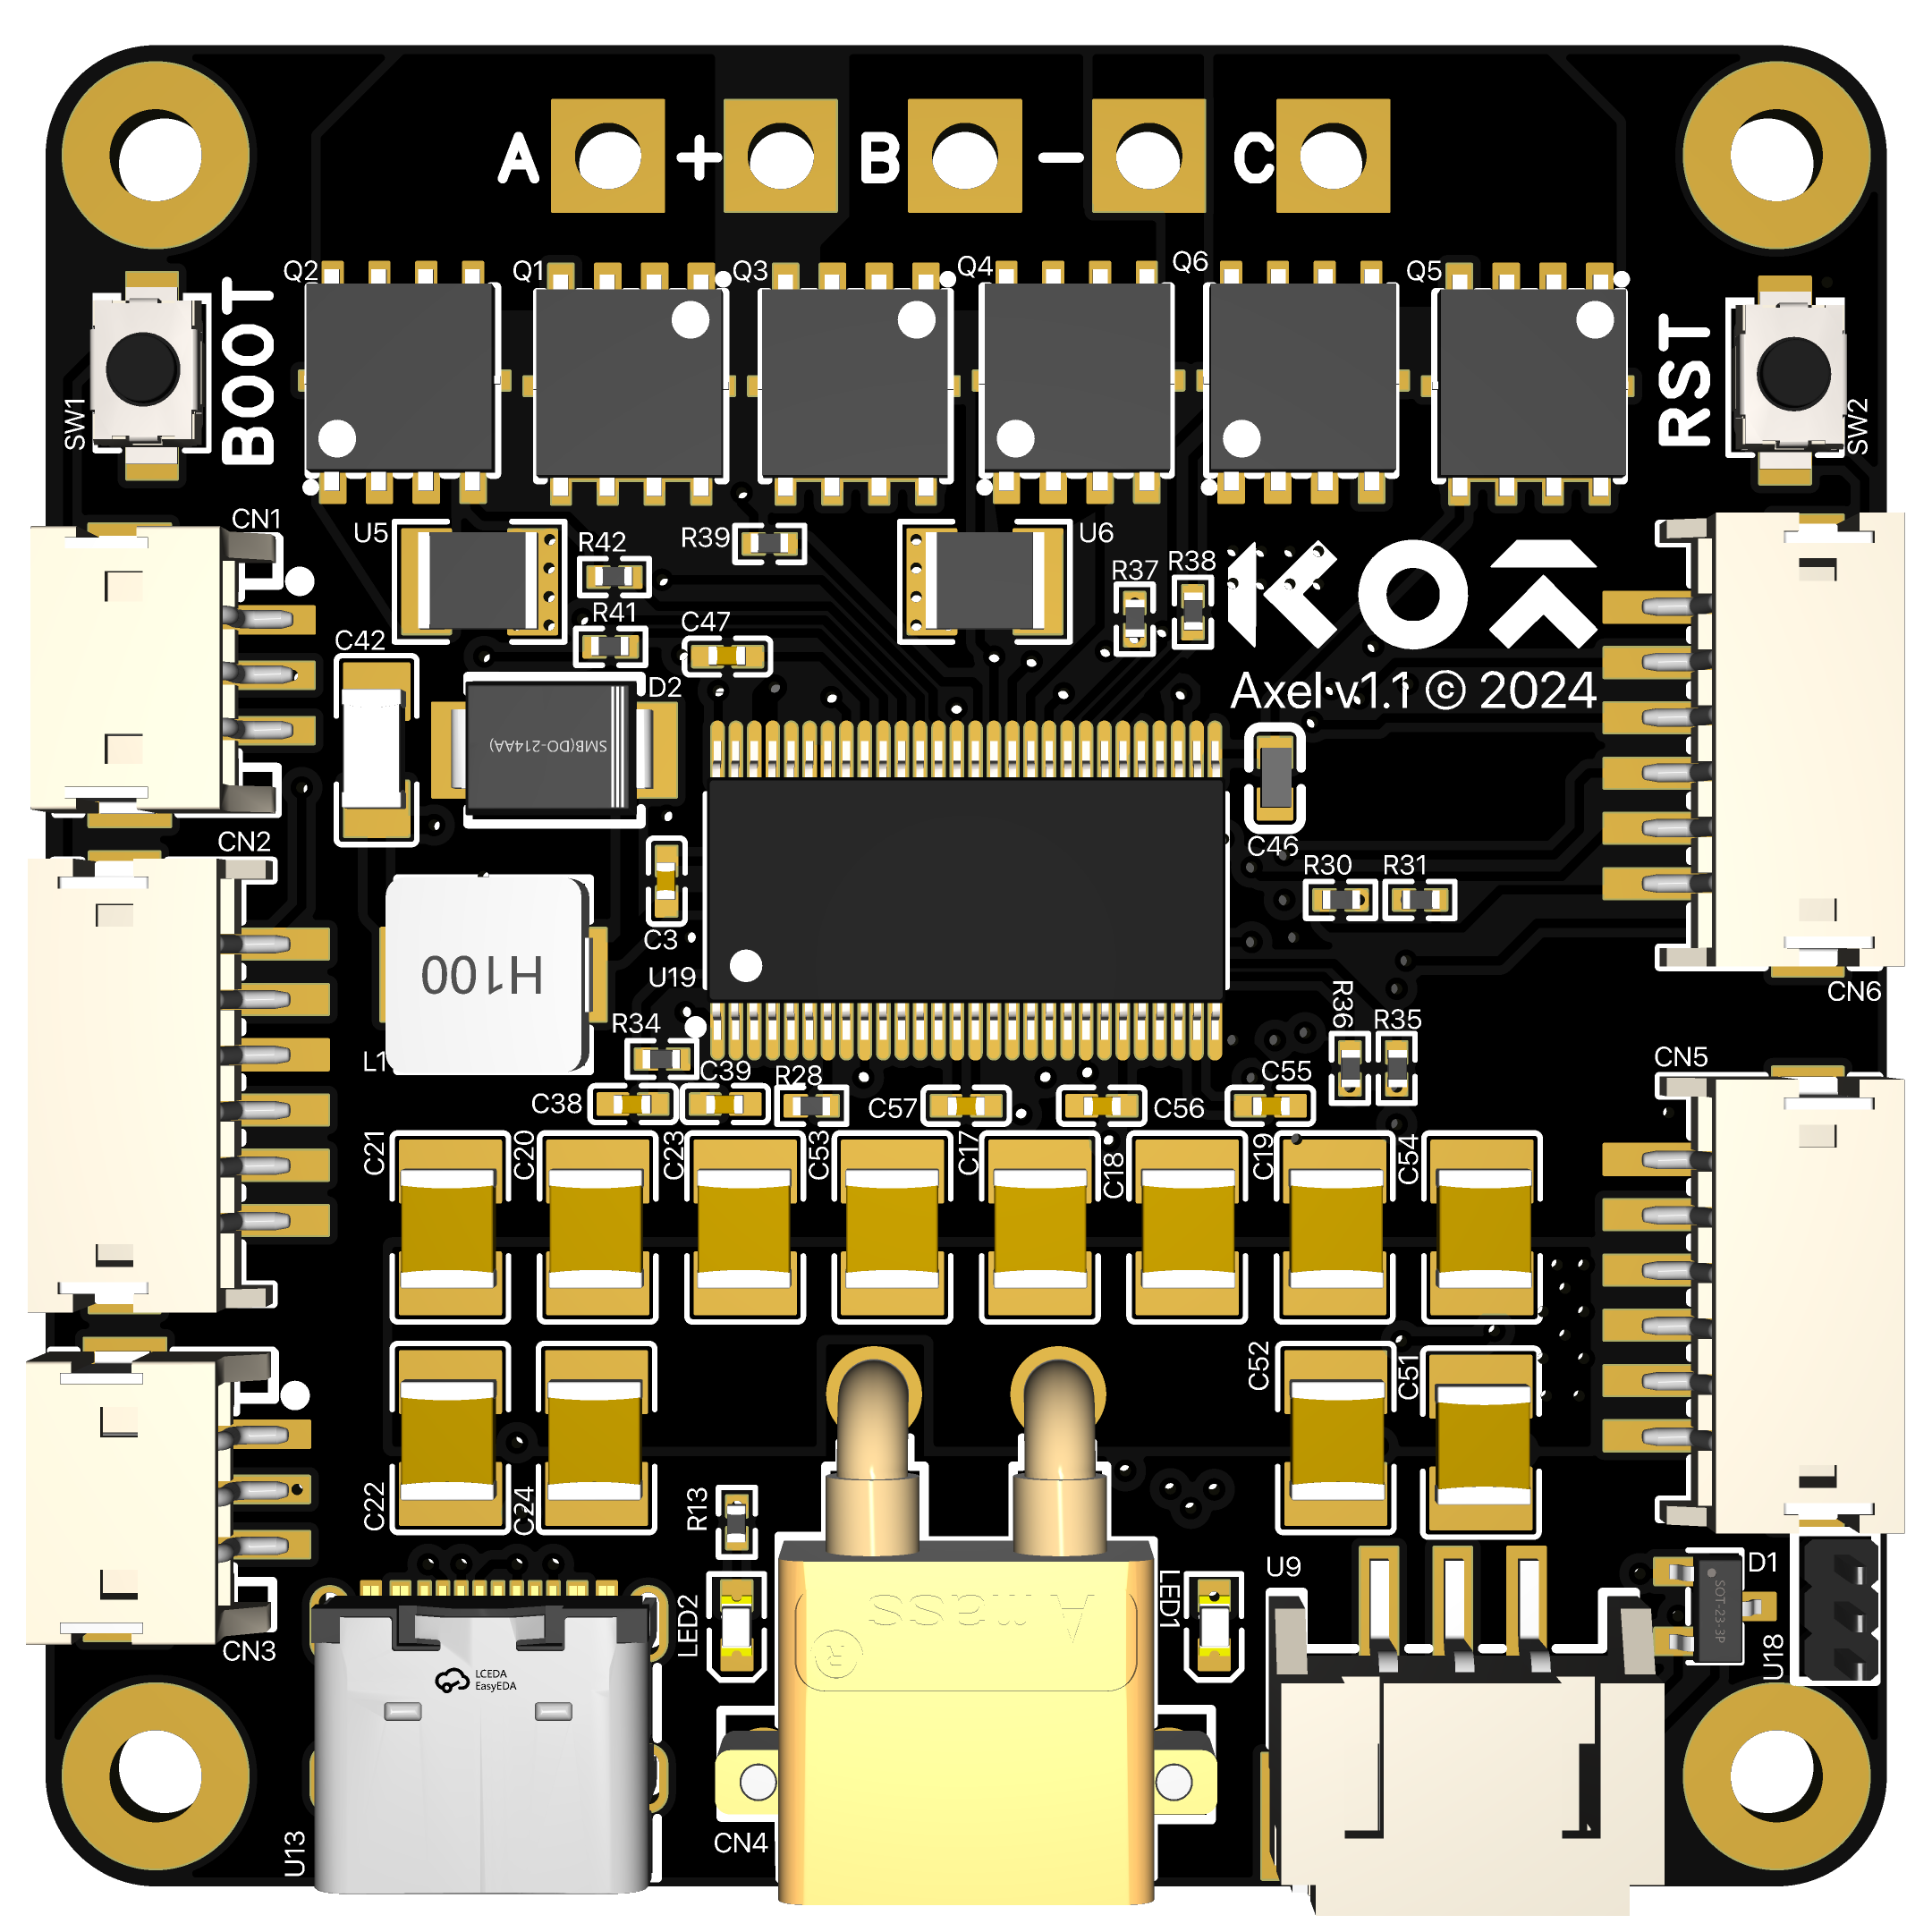 A + B - C
Q2 Q1 Q3 Q4 Q6 Q5
SW1
BOOT
RST
SW2
CN1
U5
R42
R39
U6
R37
R38
KOK
R41
C47
C42
D2
Axel v1.1 © 2024
SMB(DO-214AA)
CN2
C46
R30
R31
C3
H100
U19
CN6
R34
R36
R35
L1
C39
R28
C55
CN5
C38
C57
C56
C21
C20
C23
C53
C17
C18
C19
C54
C52
C51
C22
C24
R13
U9
D1
SOT-23-3P
LED2
Amass
®
LED1
CN3
U18
LCEDA
EasyEDA
U13
CN4